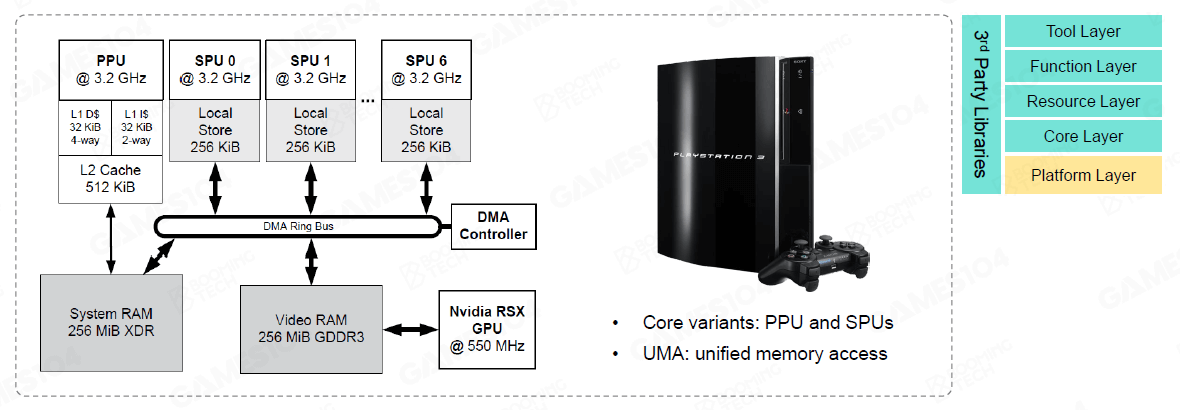 PPU
@ 3.2 GHz
SPU 0
@ 3.2 GHz
SPU 1
@ 3.2 GHz
SPU 6
@ 3.2 GHz
L1 D$
32 KiB
4-way
L1 I$
32 KiB
2-way
L2 Cache
512 KiB
Local
Store
256 KiB
Local
Store
256 KiB
...
Local
Store
256 KiB
DMA Ring Bus
DMA
Controller
System RAM
256 MiB XDR
Video RAM
256 MiB GDDR3
Nvidia RSX
GPU
@ 550 MHz
SONY
PLAYSTATION 3
• Core variants: PPU and SPUs
• UMA: unified memory access
3rd Party Libraries
Tool Layer
Function Layer
Resource Layer
Core Layer
Platform Layer
GAMES104
BOOMING
TECH